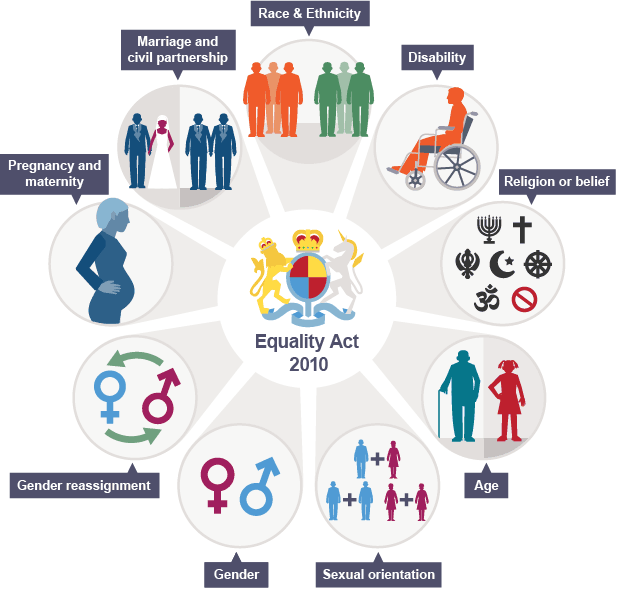 Race & Ethnicity
Marriage and
civil partnership
Disability
Pregnancy and
maternity
Religion or belief
Equality Act
2010
Gender reassignment
Age
Gender
Sexual orientation